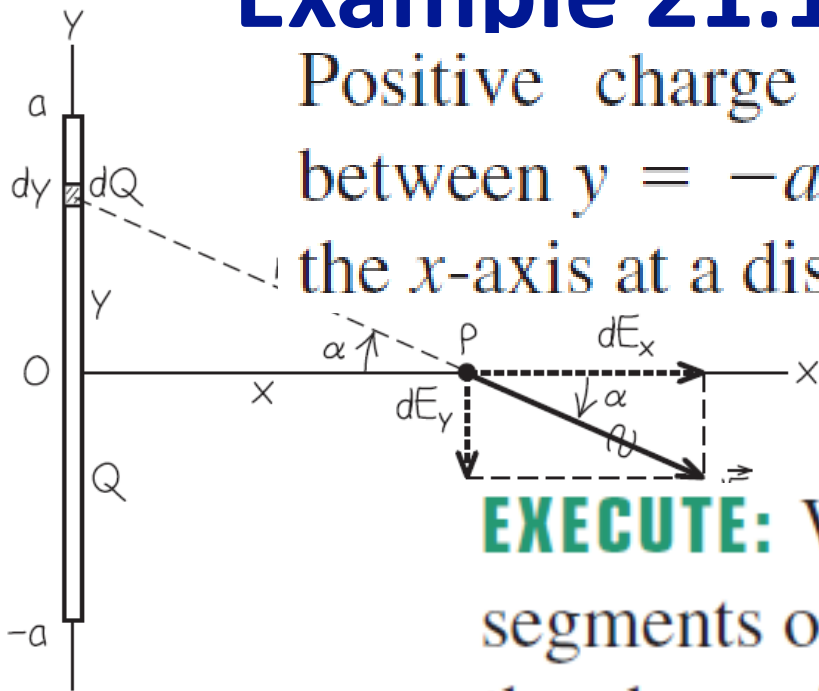 Example 21.1
Y
a
Positive charge
dy dQ
between y = −a
the x-axis at a dis
Y
α
P
dEx
O
x
x
dEy
α
Q
EXECUTE:
−a
segments o